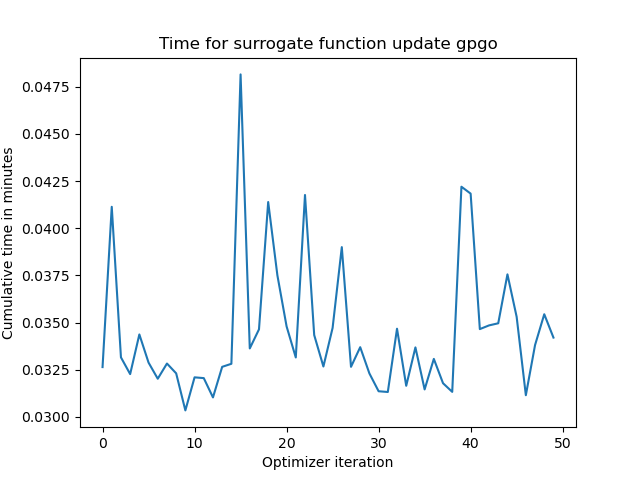 Time for surrogate function update gpgo
0.0475
0.0450
0.0425
0.0400
0.0375
0.0350
0.0325
0.0300
Cumulative time in minutes
0 10 20 30 40 50
Optimizer iteration